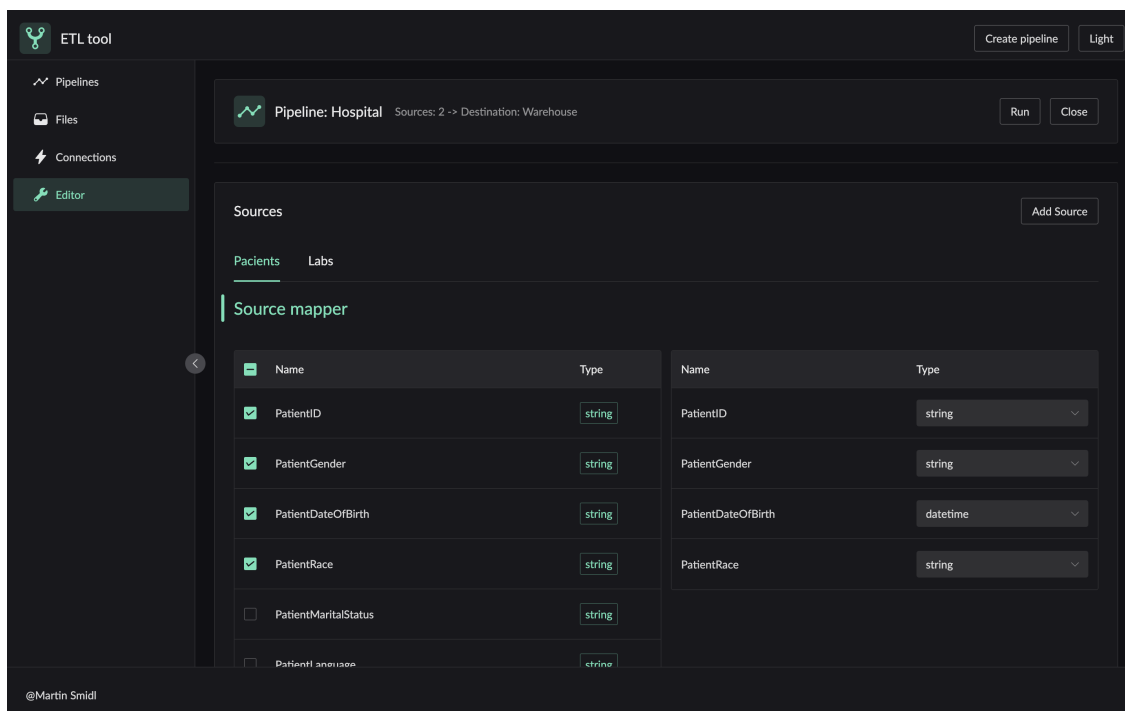 ETL tool
Create pipeline
Light
Pipelines
Files
Connections
Editor
Pipeline: Hospital Sources: 2 -> Destination: Warehouse
Run
Close
Sources
Add Source
Pacients
Labs
Source mapper
Name Type
PatientID string
PatientGender string
PatientDateOfBirth string
PatientRace string
PatientMaritalStatus string
PatientLanguage string
Name Type
PatientID string
PatientGender string
PatientDateOfBirth datetime
PatientRace string
@Martin Smidl